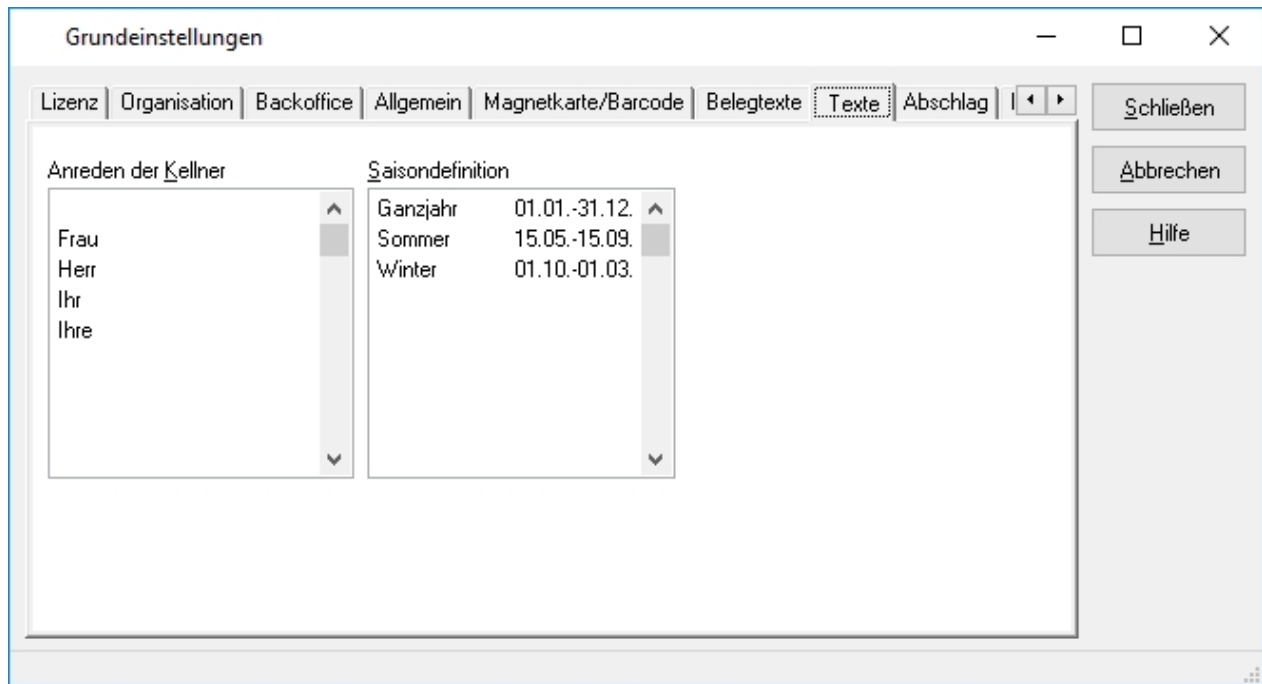 Grundeinstellungen
Lizenz Organisation Backoffice Allgemein Magnetkarte/Barcode Belegtexte Texte Abschlag
Schließen
Abbrechen
Hilfe
Anreden der Kellner
Frau
Herr
Ihr
Ihre
Saisondefinition
Ganzjahr 01.01.-31.12.
Sommer 15.05.-15.09.
Winter 01.10.-01.03.